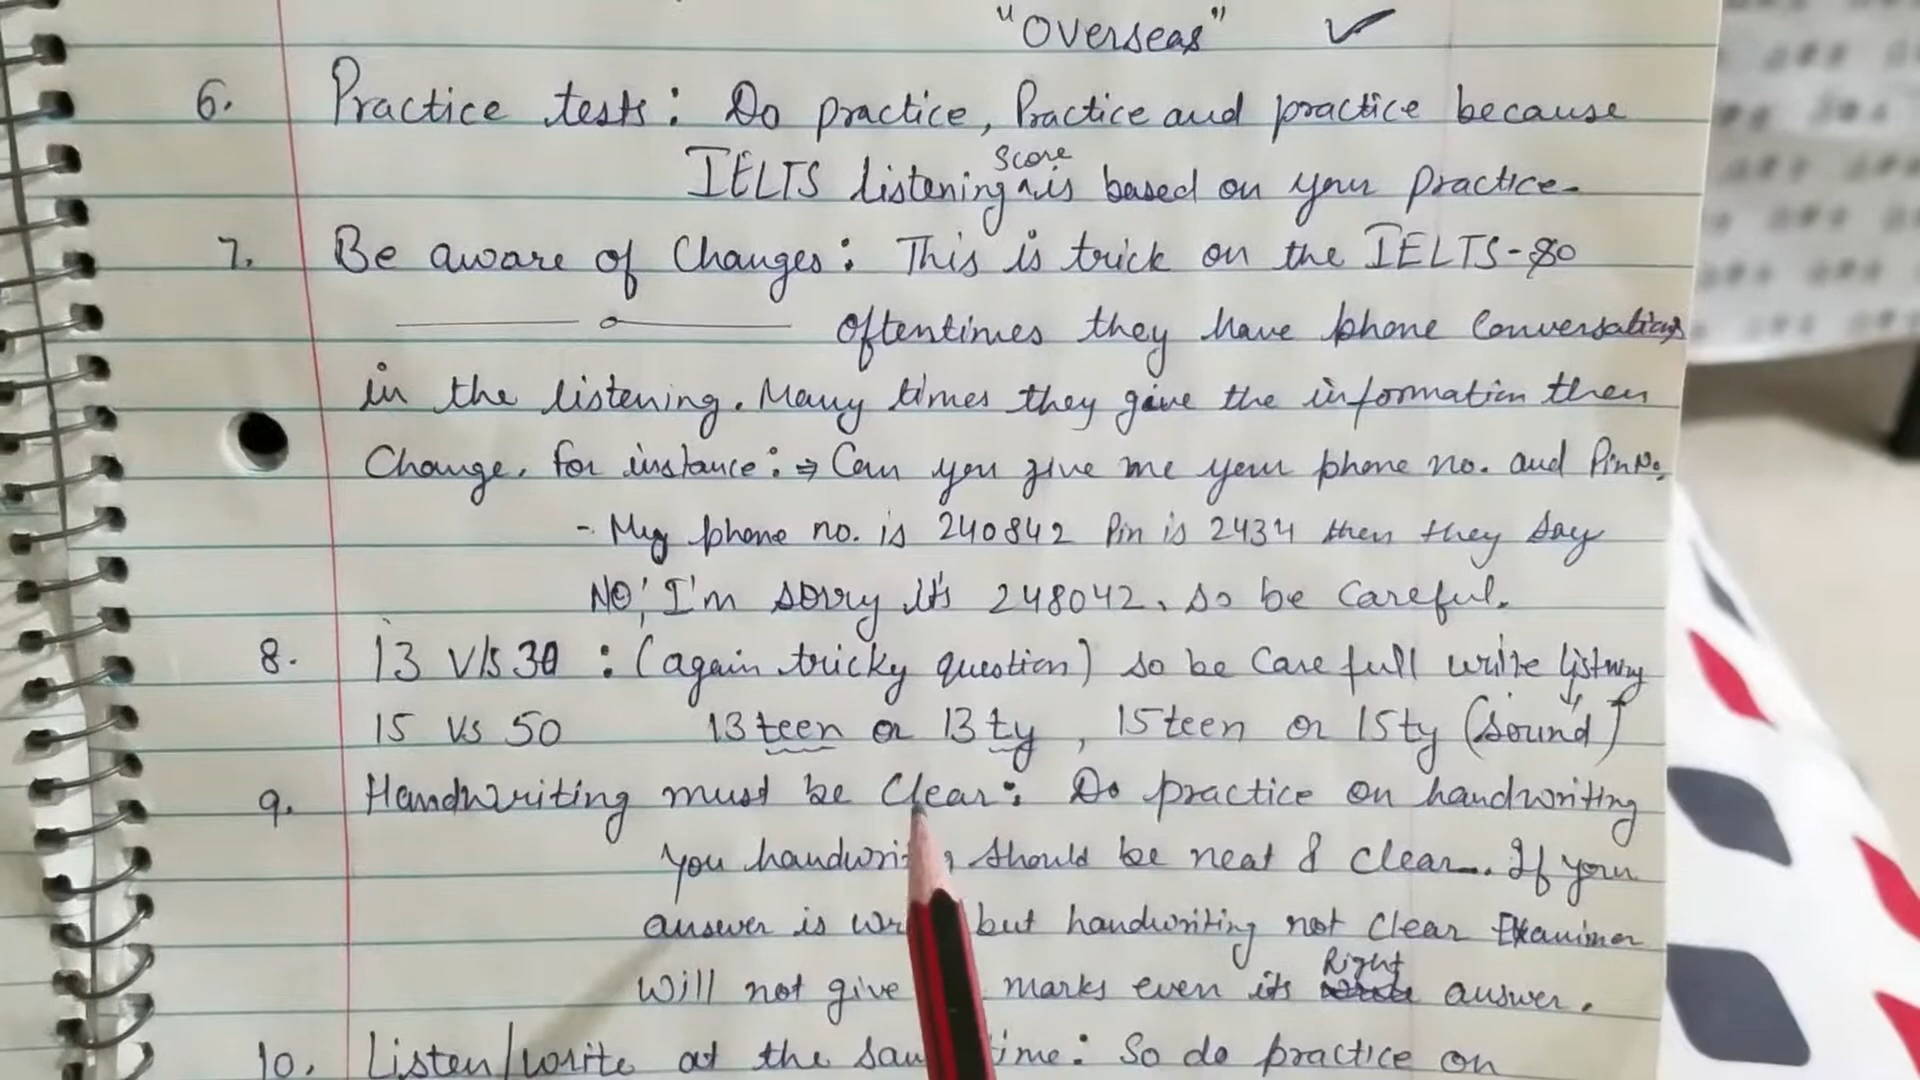 "Overseas" ✓
6. Practice tests: Do practice, Practice and practice because
Score
IELTS listening ^ is based on your practice.
7. Be aware of Changes: This is trick on the IELTS-so
oftentimes they have phone Conversations
in the listening. Many times they give the information then
Change. for instance: ⇒ Can you give me your phone no. and Pin No.
- My phone no. is 240842 Pin is 2434 then they say
No! I'm sorry it's 248042. so be Careful.
8. 13 v/s 30 : (again tricky question) so be Care full write
15 vs 50 13teen or 13ty, 15teen or 15ty (sound)
9. Handwriting must be Clear: Do practice on handwriting
You should be neat & Clear. If your
answer is but handwriting not Clear Examiner
Right
will not give marks even its answer.
10. Listen/write at the : So do practice on